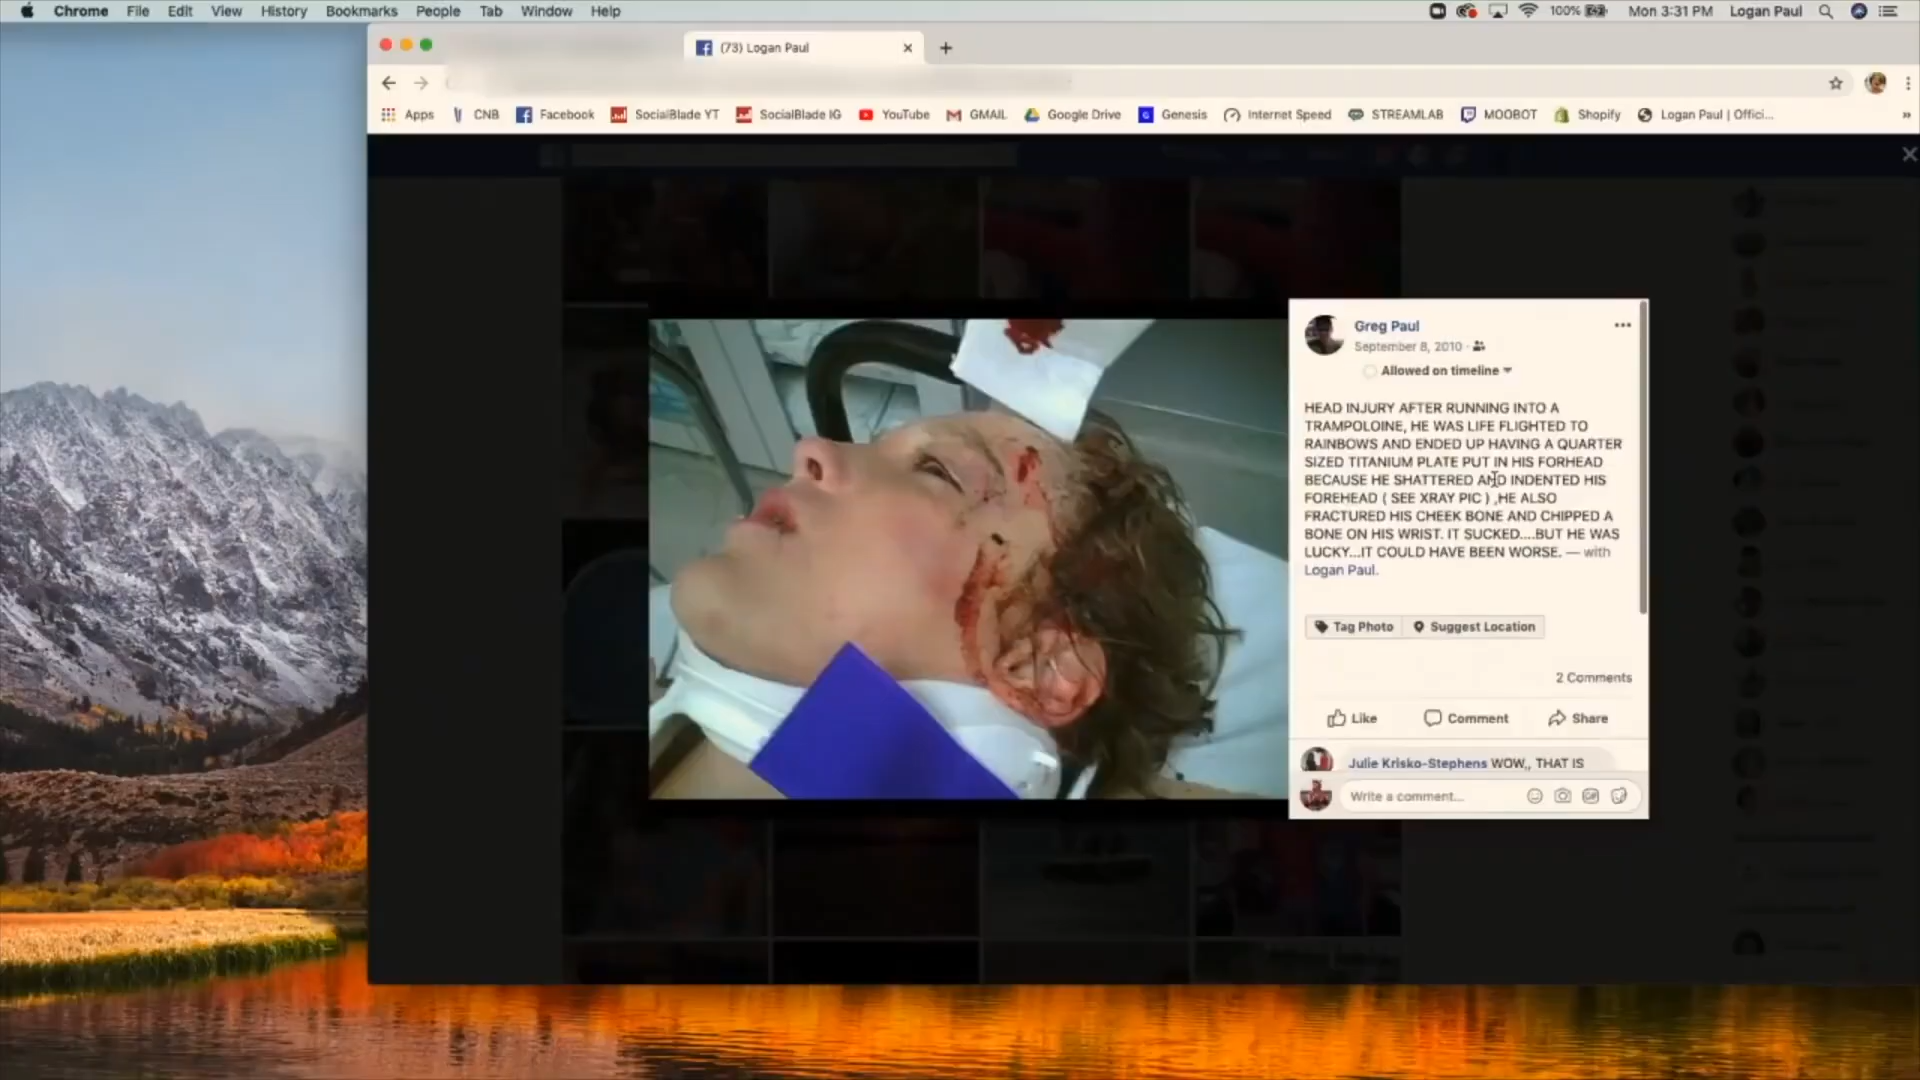 Chrome File Edit View History Bookmarks People Tab Window Help
100% Mon 3:31 PM Logan Paul
(73) Logan Paul
Apps CNB Facebook SocialBlade YT SocialBlade IG YouTube GMAIL Google Drive Genesis Internet Speed STREAMLAB MOOBOT Shopify Logan Paul | Offici...
Greg Paul
September 8, 2010
Allowed on timeline
HEAD INJURY AFTER RUNNING INTO A
TRAMPOLOINE, HE WAS LIFE FLIGHTED TO
RAINBOWS AND ENDED UP HAVING A QUARTER
SIZED TITANIUM PLATE PUT IN HIS FORHEAD
BECAUSE HE SHATTERED AND INDENTED HIS
FOREHEAD ( SEE XRAY PIC ) ,HE ALSO
FRACTURED HIS CHEEK BONE AND CHIPPED A
BONE ON HIS WRIST. IT SUCKED....BUT HE WAS
LUCKY...IT COULD HAVE BEEN WORSE. — with
Logan Paul.
Tag Photo Suggest Location
2 Comments
Like Comment Share
Julie Krisko-Stephens WOW,, THAT IS
Write a comment...
GIF